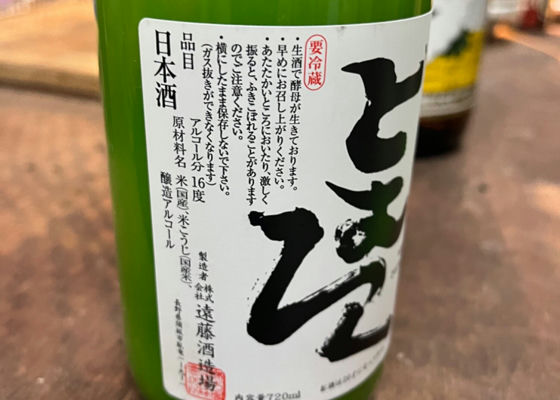 要冷蔵
・生酒で酵母が生きております。
・早めにお召し上がりください。
・あたたかいところにおいたり、激しく
振ると、ふきこぼれることがあります
のでご注意ください。
・横にしたまま保存しないで下さい。
(ガス抜きができなくなります)
品目
日本酒
アルコール分 16度
原材料名 米(国産)、米こうじ(国産米)、
醸造アルコール
製造者 株式会社 遠藤酒造場
内容量720ml